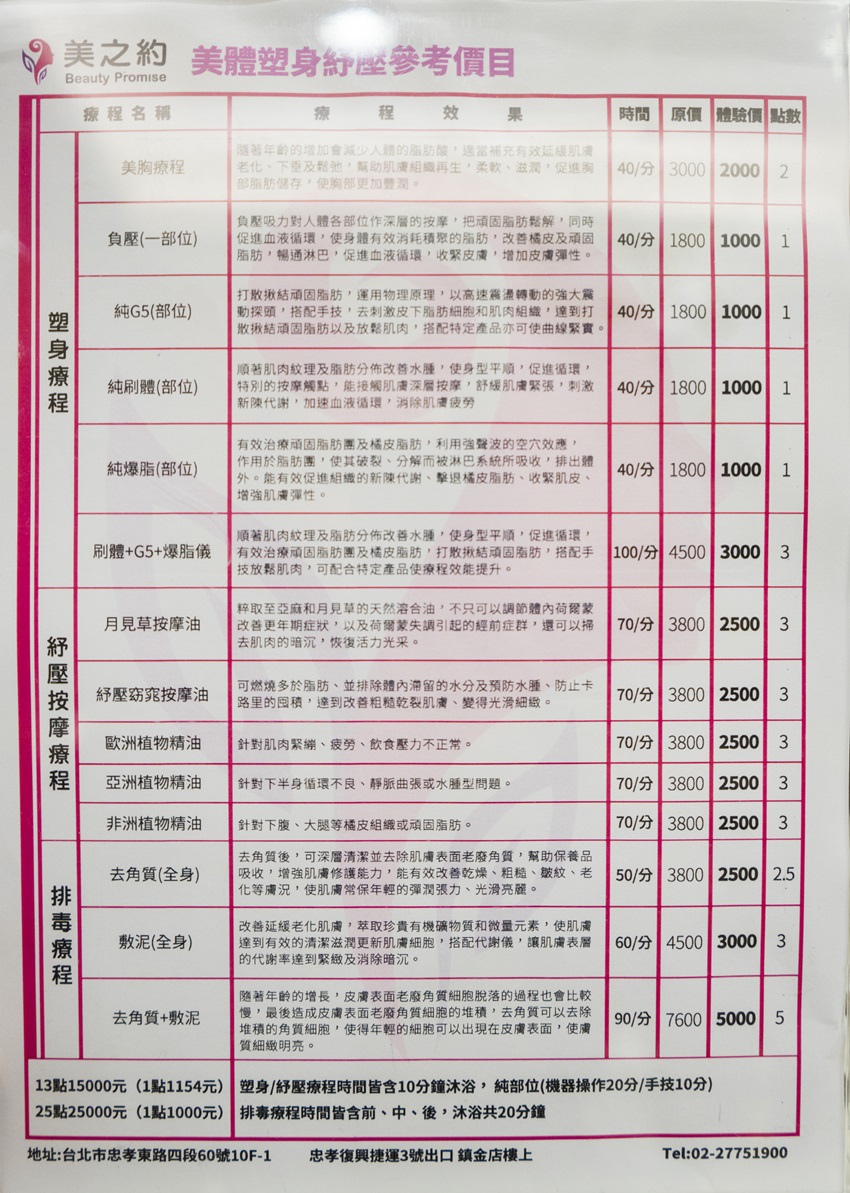 美之約
Beauty Promise
美體塑身紓壓參考價目
療程名稱 療程效果 時間 原價 體驗價 點數
塑身療程
美胸療程
隨著年齡的增加會減少人體的脂肪酸，適當補充有效延緩肌膚
老化、下垂及鬆弛，幫助肌膚組織再生，柔軟、滋潤，促進胸
部脂肪儲存，使胸部更加豐潤。
40/分 3000 2000 2
負壓(一部位)
負壓吸力對人體各部位作深層的按摩，把頑固脂肪鬆解，同時
促進血液循環，使身體有效消耗積聚的脂肪，改善橘皮及頑固
脂肪，暢通淋巴，促進血液循環，收緊皮膚，增加皮膚彈性。
40/分 1800 1000 1
純G5(部位)
打散揪結頑固脂肪，運用物理原理，以高速震盪轉動的強大震
動探頭，搭配手技，去刺激皮下脂肪細胞和肌肉組織，達到打
散揪結頑固脂肪以及放鬆肌肉，搭配特定產品亦可使曲線緊實。
40/分 1800 1000 1
純刷體(部位)
順著肌肉紋理及脂肪分佈改善水腫，使身型平順，促進循環，
特別的按摩觸點，能接觸肌膚深層按摩，舒緩肌膚緊張，刺激
新陳代謝，加速血液循環，消除肌膚疲勞
40/分 1800 1000 1
純爆脂(部位)
有效治療頑固脂肪團及橘皮脂肪，利用強聲波的空穴效應，
作用於脂肪團，使其破裂、分解而被淋巴系統所吸收，排出體
外。能有效促進組織的新陳代謝、擊退橘皮脂肪、收緊肌皮、
增強肌膚彈性。
40/分 1800 1000 1
刷體+G5+爆脂儀
順著肌肉紋理及脂肪分佈改善水腫，使身型平順，促進循環，
有效治療頑固脂肪團及橘皮脂肪，打散揪結頑固脂肪，搭配手
技放鬆肌肉，可配合特定產品使療程效能提升。
100/分 4500 3000 3
紓壓按摩療程
月見草按摩油
粹取至亞麻和月見草的天然溶合油，不只可以調節體內荷爾蒙
改善更年期症狀，以及荷爾蒙失調引起的經前症群，還可以掃
去肌肉的暗沉，恢復活力光采。
70/分 3800 2500 3
紓壓窈窕按摩油
可燃燒多於脂肪、並排除體內滯留的水分及預防水腫、防止卡
路里的囤積，達到改善粗糙乾裂肌膚、變得光滑細緻。
70/分 3800 2500 3
歐洲植物精油
針對肌肉緊繃、疲勞、飲食壓力不正常。
70/分 3800 2500 3
亞洲植物精油
針對下半身循環不良、靜脈曲張或水腫型問題。
70/分 3800 2500 3
非洲植物精油
針對下腹、大腿等橘皮組織或頑固脂肪。
70/分 3800 2500 3
排毒療程
去角質(全身)
去角質後，可深層清潔並去除肌膚表面老廢角質，幫助保養品
吸收，增強肌膚修護能力，能有效改善乾燥、粗糙、皺紋、老
化等膚況，使肌膚常保年輕的彈潤張力、光滑亮麗。
50/分 3800 2500 2.5
敷泥(全身)
改善延緩老化肌膚，萃取珍貴有機礦物質和微量元素，使肌膚
達到有效的清潔滋潤更新肌膚細胞，搭配代謝儀，讓肌膚表層
的代謝率達到緊緻及消除暗沉。
60/分 4500 3000 3
去角質+敷泥
隨著年齡的增長，皮膚表面老廢角質細胞脫落的過程也會比較
慢，最後造成皮膚表面老廢角質細胞的堆積，去角質可以去除
堆積的角質細胞，使得年輕的細胞可以出現在皮膚表面，使膚
質細緻明亮。
90/分 7600 5000 5
13點15000元（1點1154元）
25點25000元（1點1000元）
塑身/紓壓療程時間皆含10分鐘沐浴， 純部位(機器操作20分/手技10分)
排毒療程時間皆含前、中、後，沐浴共20分鐘
地址:台北市忠孝東路四段60號10F-1 忠孝復興捷運3號出口 鎮金店樓上 Tel:02-27751900